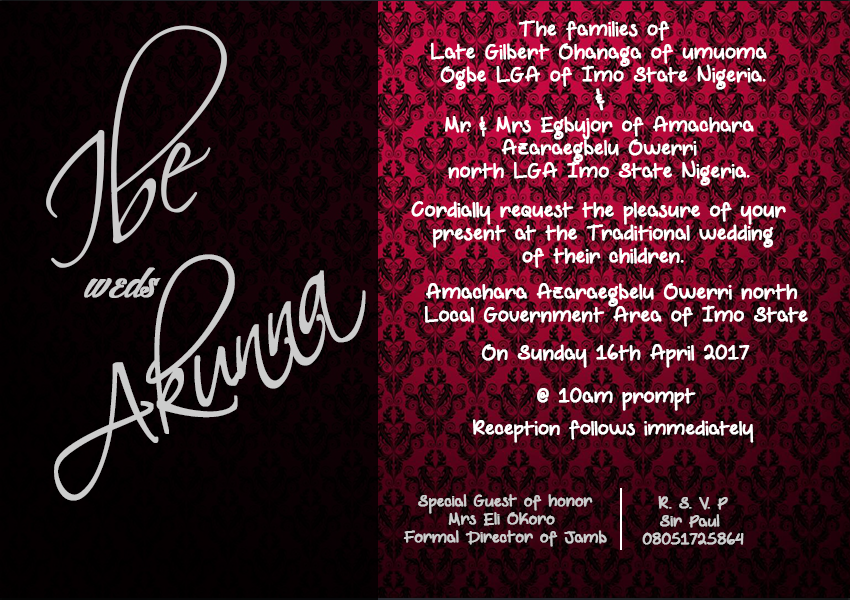 Ibe
weds
Akunna
The families of
Late Gilbert Ohanaga of umuoma
Ogbe LGA of Imo State Nigeria.
&
Mr. & Mrs Egbujor of Amachara
Azaraegbelu Owerri
north LGA Imo State Nigeria.
Cordially request the pleasure of your
present at the Traditional wedding
of their children.
Amachara Azaraegbelu Owerri north
Local Government Area of Imo State
On Sunday 16th April 2017
@ 10am prompt
Reception follows immediately
Special Guest of honor
Mrs Eli Okoro
Formal Director of Jamb
R. S. V. P
Sir Paul
08051725864